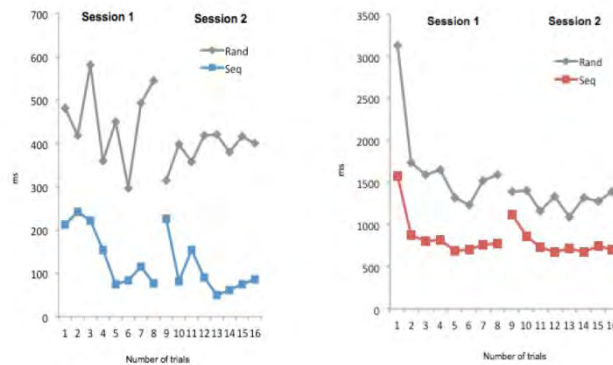 Session 1 Session 2
700
600
500
400
300
200
100
0
ms
Rand
Seq
1 2 3 4 5 6 7 8 9 10 11 12 13 14 15 16
Number of trials
Session 1 Session 2
3500
3000
2500
2000
1500
1000
500
0
ms
Rand
Seq
1 2 3 4 5 6 7 8 9 10 11 12 13 14 15
Number of trials